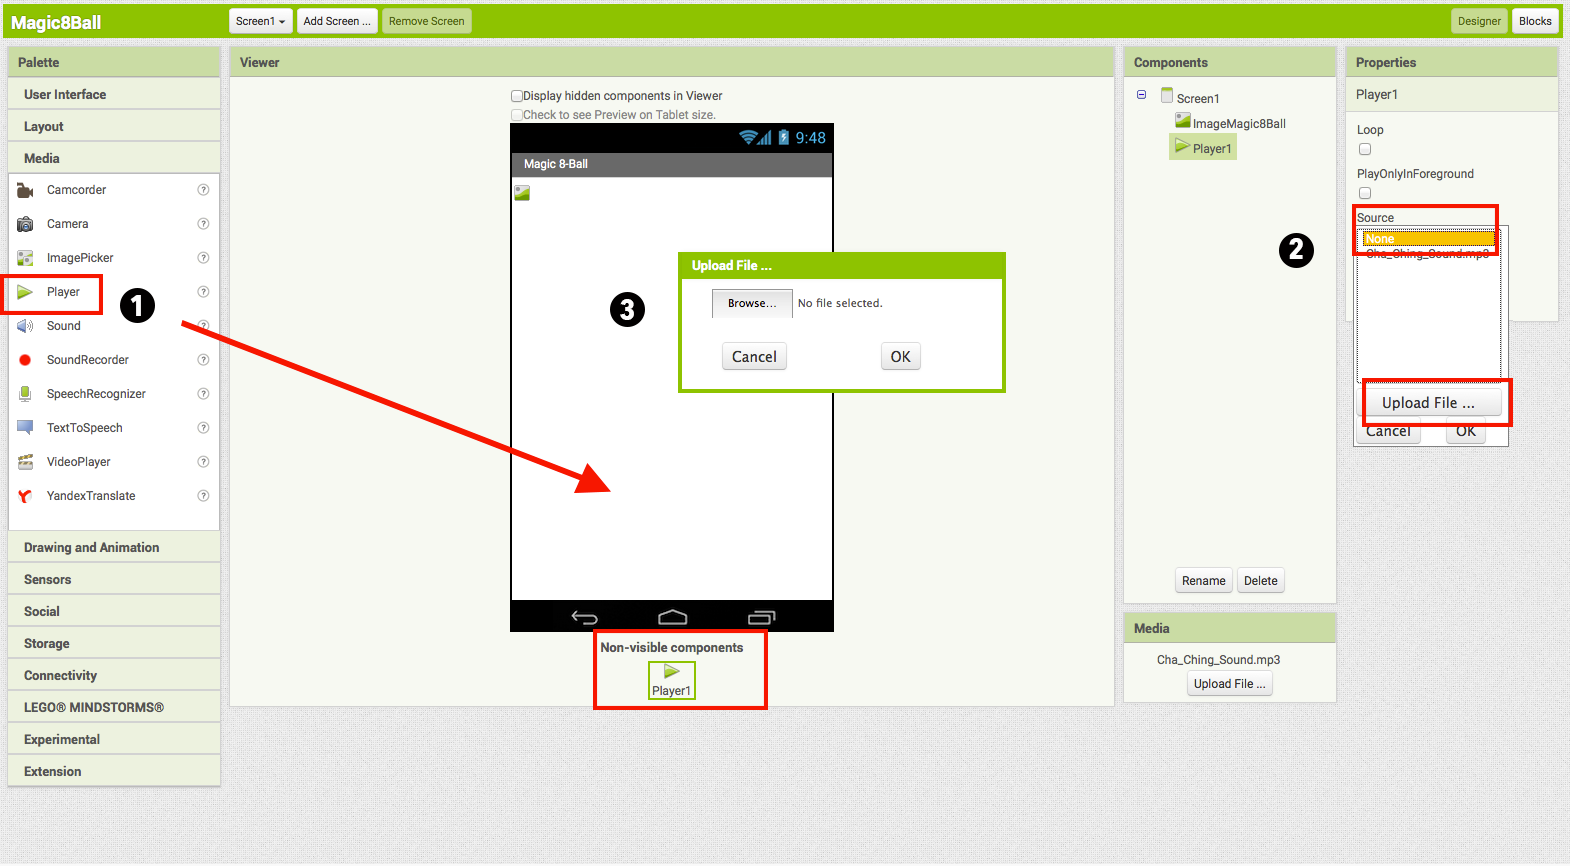 Magic8Ball
Screen1
Add Screen ...
Remove Screen
Designer
Blocks
Palette
User Interface
Layout
Media
Camcorder
?
Camera
?
ImagePicker
?
Player
?
Sound
?
SoundRecorder
?
SpeechRecognizer
?
TextToSpeech
?
VideoPlayer
?
YandexTranslate
?
Drawing and Animation
Sensors
Social
Storage
Connectivity
LEGO® MINDSTORMS®
Experimental
Extension
1
Viewer
Display hidden components in Viewer
Check to see Preview on Tablet size.
9:48
Magic 8-Ball
3
Upload File ...
Browse...
No file selected.
Cancel
OK
Non-visible components
Player1
Components
Screen1
ImageMagic8Ball
Player1
2
Rename
Delete
Media
Cha_Ching_Sound.mp3
Upload File ...
Properties
Player1
Loop
PlayOnlyInForeground
Source
None
Cha_Ching_Sound.mp3
Upload File ...
Cancel
OK